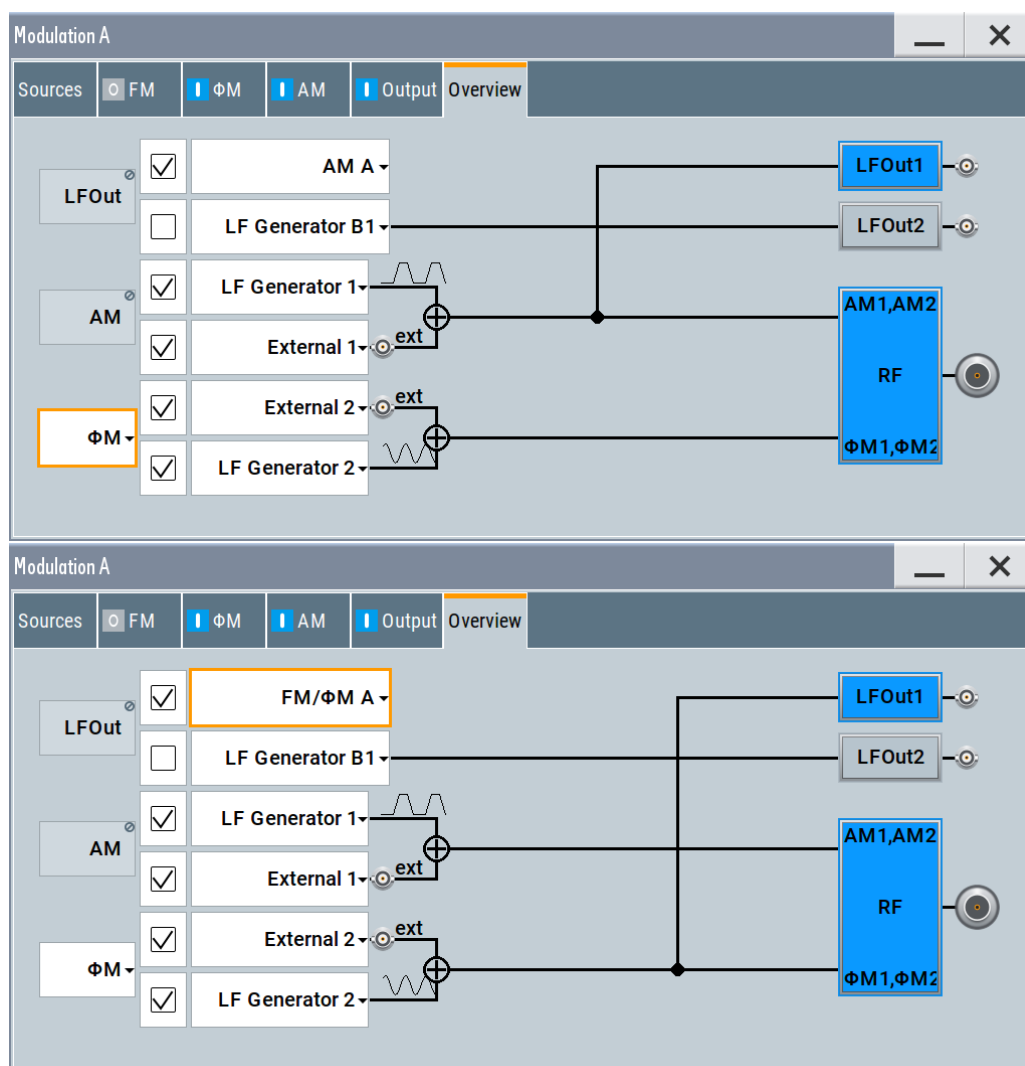 Modulation A
Sources O FM I ΦM I AM I Output Overview
AM A
LFOut1
LFOut
LF Generator B1
LFOut2
LF Generator 1
AM1,AM2
AM
External 1
ext
RF
External 2
ext
ΦM
LF Generator 2
ΦM1,ΦM2
Modulation A
Sources O FM I ΦM I AM I Output Overview
FM/ΦM A
LFOut1
LFOut
LF Generator B1
LFOut2
LF Generator 1
AM1,AM2
AM
External 1
ext
RF
External 2
ext
ΦM
LF Generator 2
ΦM1,ΦM2